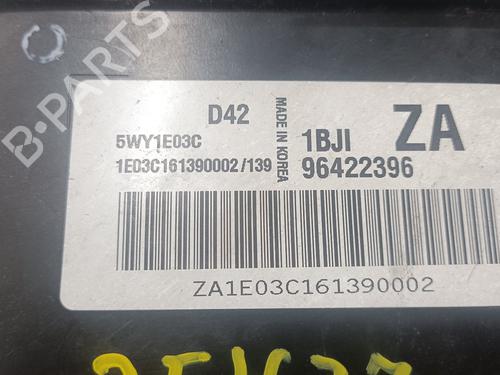 B-PARTS
D42
5WY1E03C
1E03C161390002/139
MADE IN KOREA
1BJI ZA
96422396
ZA1E03C161390002